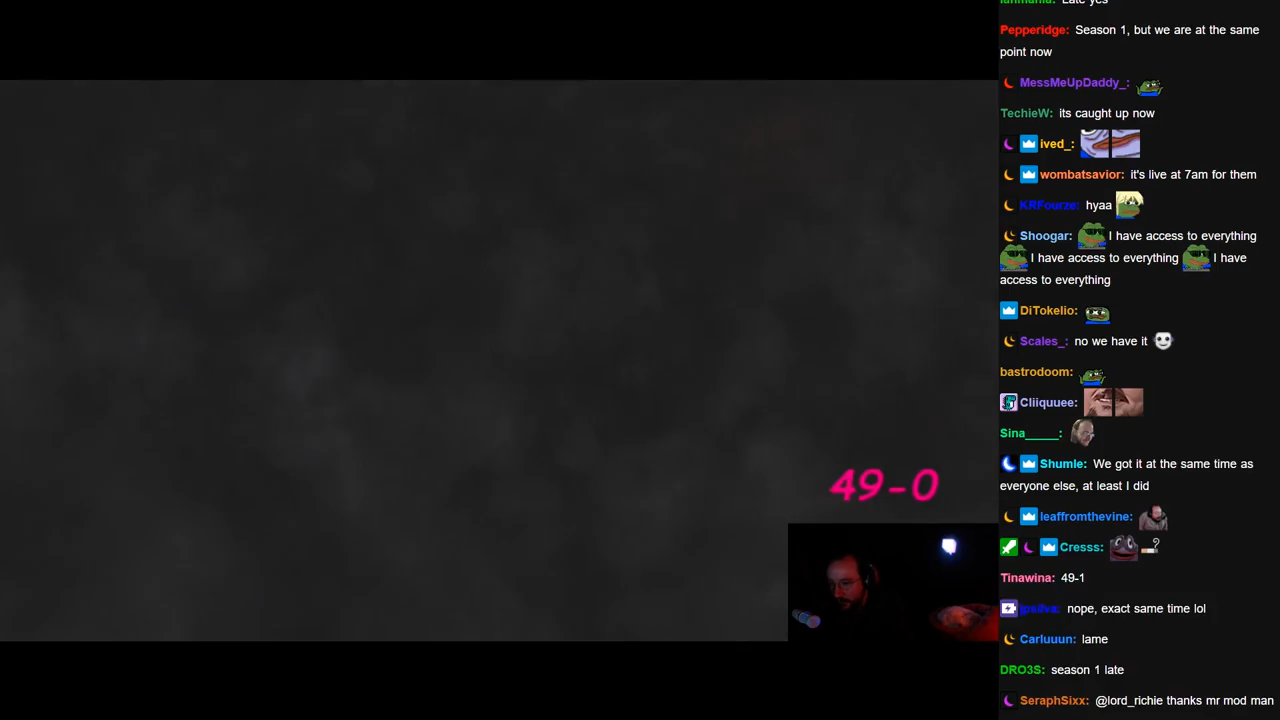 Late yes
Pepperidge: Season 1, but we are at the same
point now
MessMeUpDaddy_:
TechieW: its caught up now
ived_:
wombatsavior: it's live at 7am for them
KRFourze: hyaa
Shoogar: I have access to everything
I have access to everything I have
access to everything
DiTokelio:
Scales_: no we have it
bastrodoom:
Cliiquuee:
Sina_____:
Shumle: We got it at the same time as
everyone else, at least I did
leaffromthevine:
Cresss:
Tinawina: 49-1
nope, exact same time lol
Carluuun: lame
DRO3S: season 1 late
SeraphSixx: @lord_richie thanks mr mod man
49-0